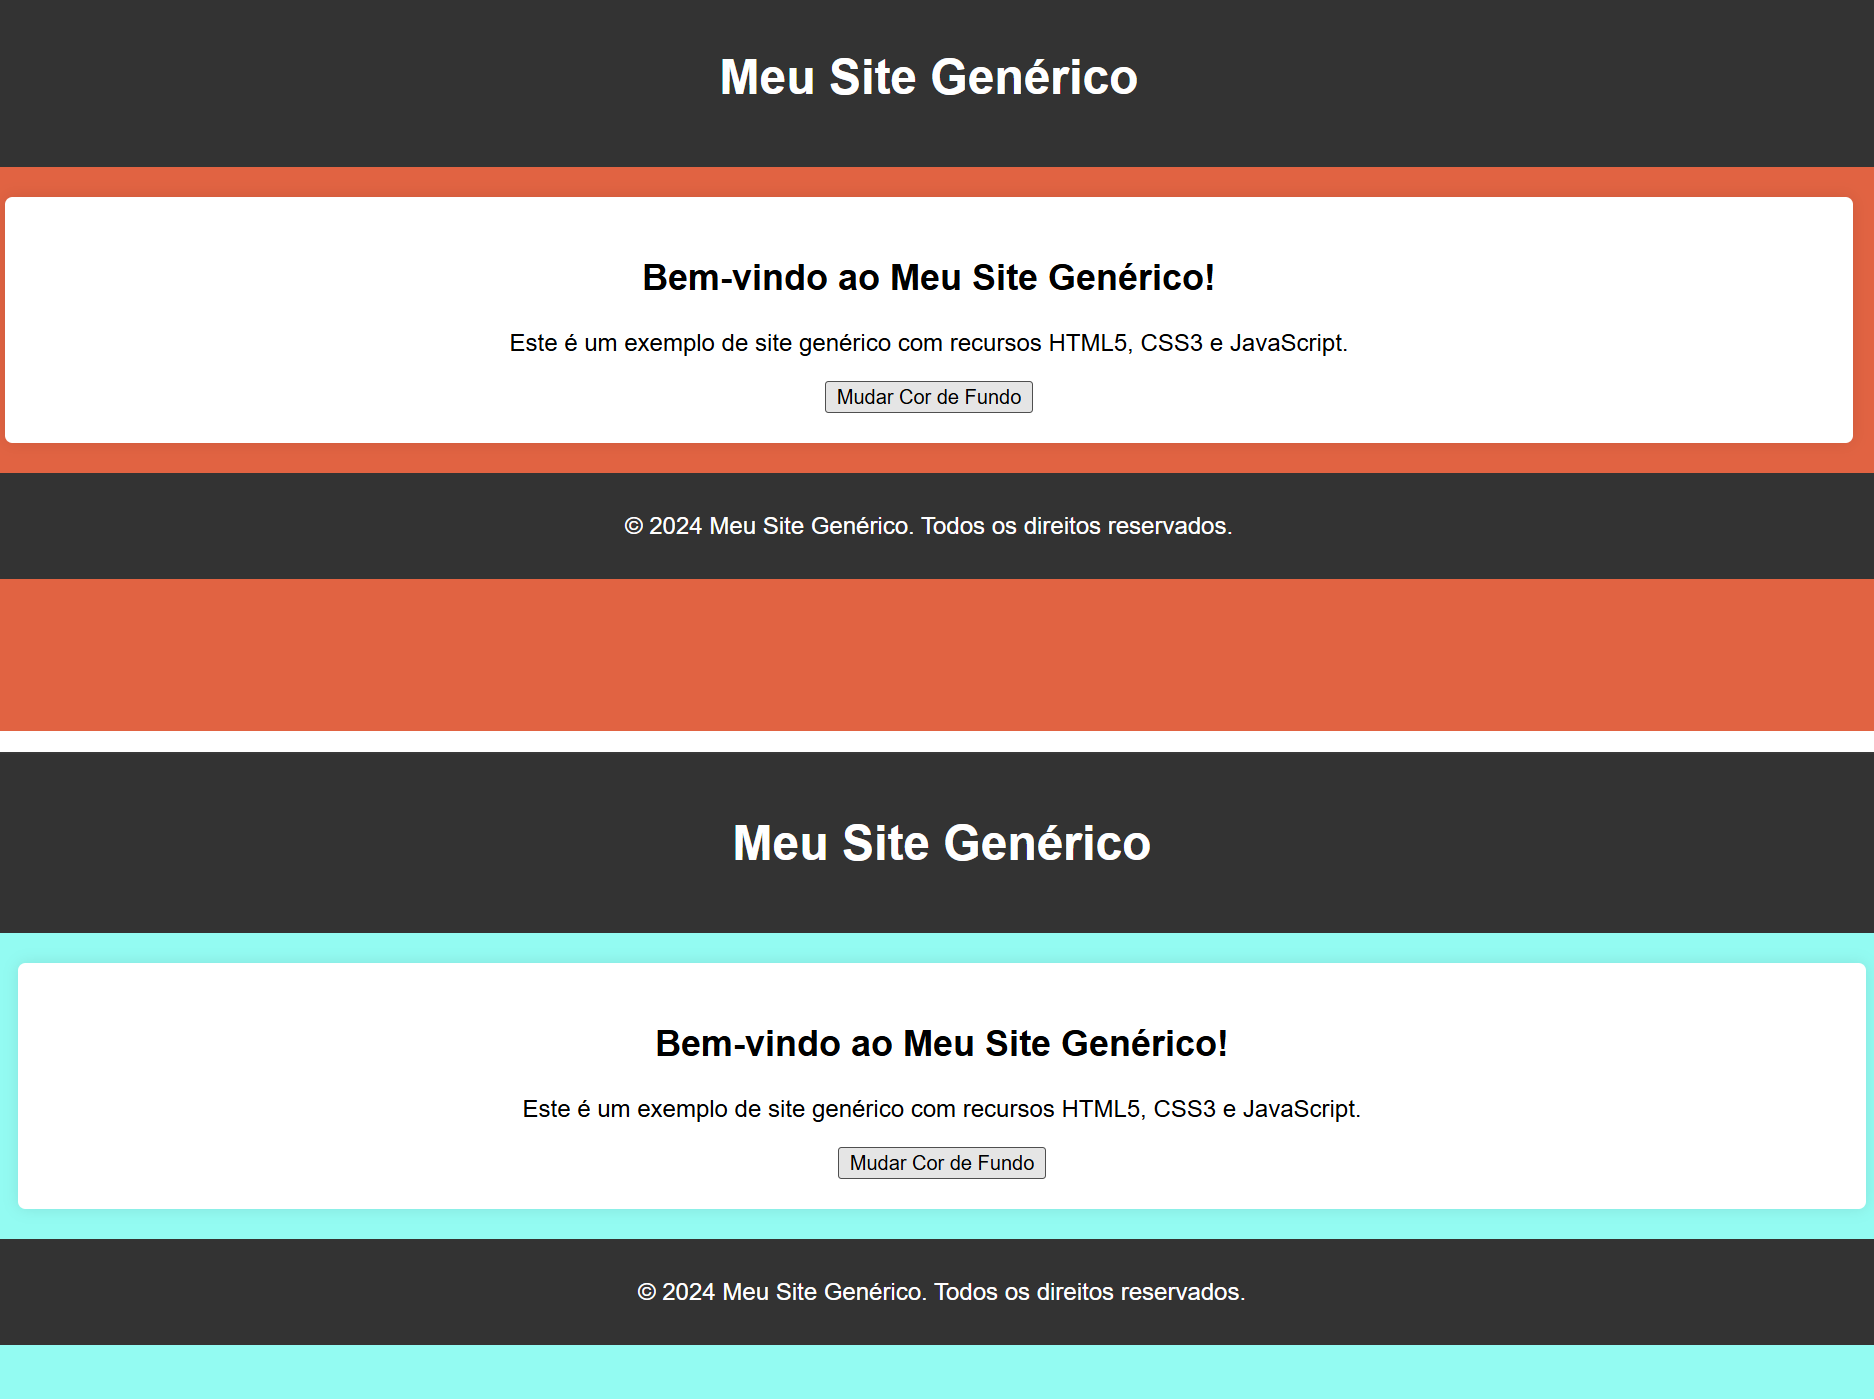 Meu Site Genérico
Bem-vindo ao Meu Site Genérico!
Este é um exemplo de site genérico com recursos HTML5, CSS3 e JavaScript.
Mudar Cor de Fundo
© 2024 Meu Site Genérico. Todos os direitos reservados.
Meu Site Genérico
Bem-vindo ao Meu Site Genérico!
Este é um exemplo de site genérico com recursos HTML5, CSS3 e JavaScript.
Mudar Cor de Fundo
© 2024 Meu Site Genérico. Todos os direitos reservados.